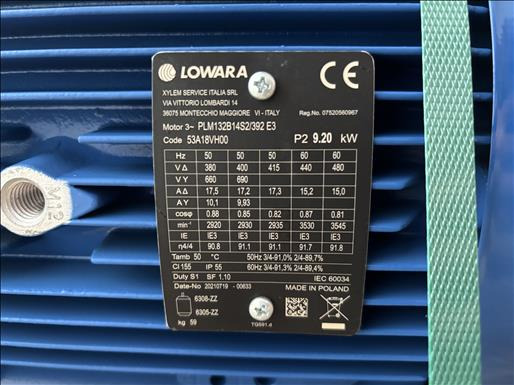 LOWARA
CE
XYLEM SERVICE ITALIA SRL
VIA VITTORIO LOMBARDI 14
36075 MONTECCHIO MAGGIORE VI - ITALY
Reg.No. 07520560967
Motor 3~ PLM132B14S2/392 E3
Code 53A18VH00
P2 9.20 kW
Hz 50 50 50 60 60
V Δ 380 400 415 440 480
V Y 660 690
A Δ 17,5 17,2 17,3 15,2 15,0
A Y 10,1 9,93
cosφ 0.88 0.85 0.82 0.87 0.81
min⁻¹ 2920 2930 2935 3530 3545
IE IE3 IE3 IE3 IE3 IE3
η4/4 90.8 91.1 91.1 91.7 91.8
Tamb 50 °C 50Hz 3/4-91,0% 2/4-89,7%
Cl 155 IP 55 60Hz 3/4-91,3% 2/4-89,4%
Duty S1 SF 1,10 IEC 60034
Date-No 20210719 - 00633
MADE IN POLAND
6308-ZZ
6305-ZZ
kg 59
TGS91.d